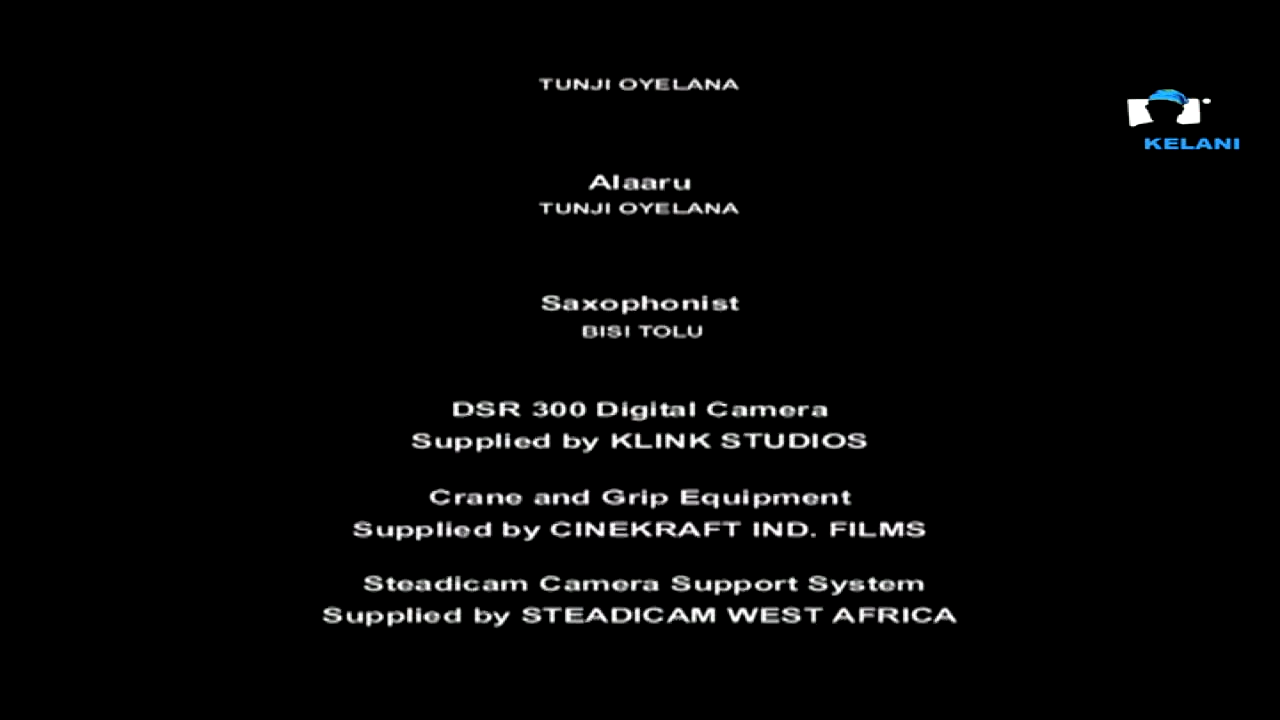 TUNJI OYELANA
KELANI
Alaaru
TUNJI OYELANA
Saxophonist
BISI TOLU
DSR 300 Digital Camera
Supplied by KLINK STUDIOS
Crane and Grip Equipment
Supplied by CINEKRAFT IND. FILMS
Steadicam Camera Support System
Supplied by STEADICAM WEST AFRICA